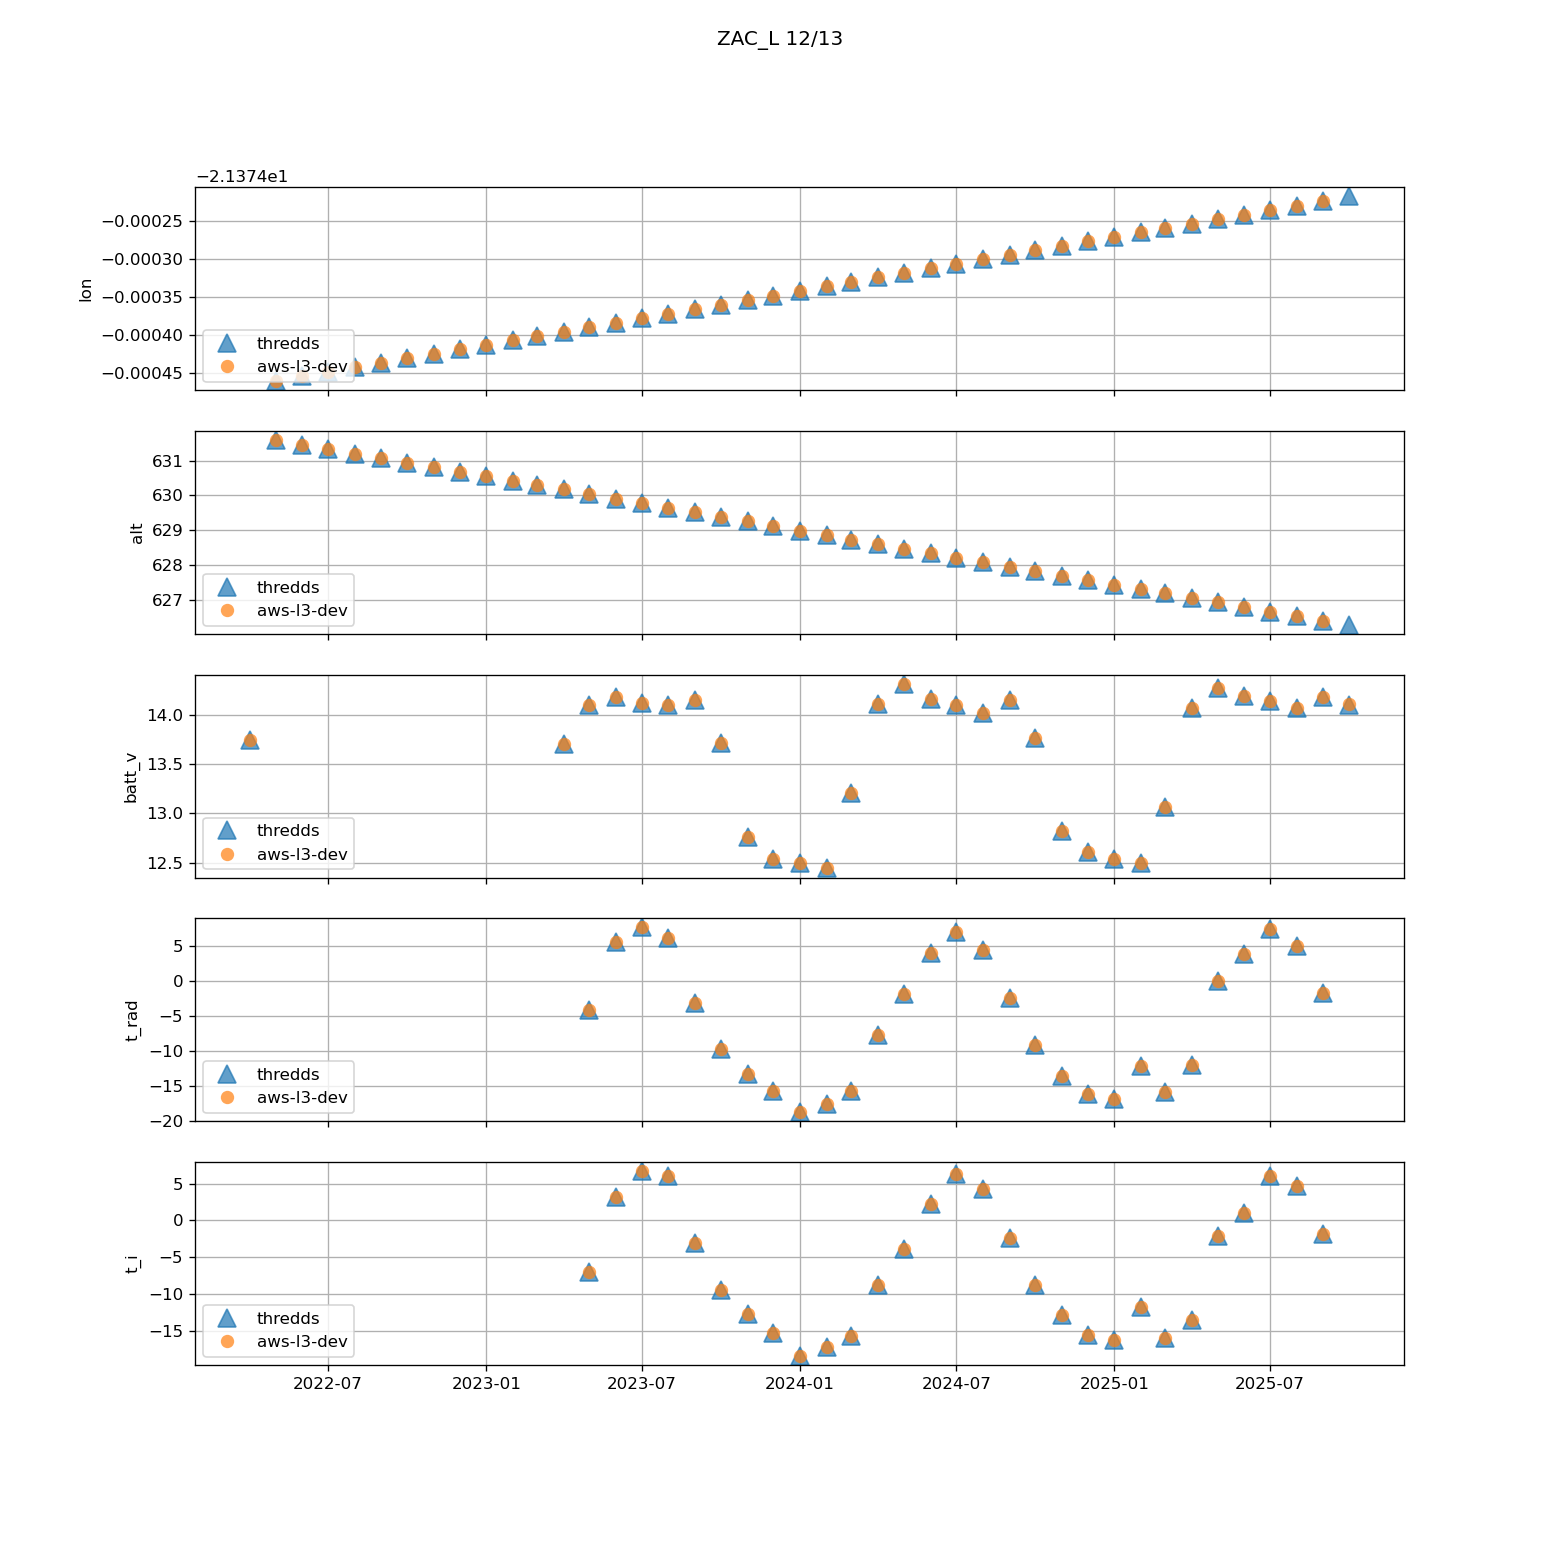 ZAC_L 12/13
−2.1374e1
−0.00025
−0.00030
−0.00035
−0.00040
−0.00045
lon
thredds
aws-l3-dev
631
630
629
628
627
alt
thredds
aws-l3-dev
14.0
13.5
13.0
12.5
batt_v
thredds
aws-l3-dev
5
0
−5
−10
−15
−20
t_rad
thredds
aws-l3-dev
5
0
−5
−10
−15
t_i
thredds
aws-l3-dev
2022-07 2023-01 2023-07 2024-01 2024-07 2025-01 2025-07